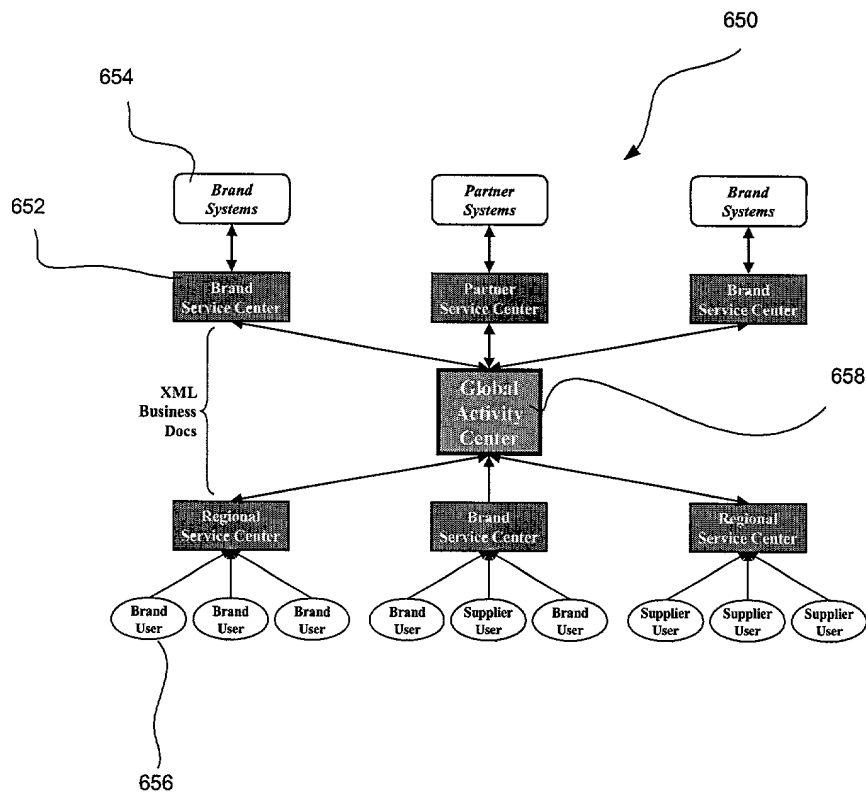 650
654
Brand
Systems
Partner
Systems
Brand
Systems
652
Brand
Service Center
Partner
Service Center
Brand
Service Center
658
XML
Business
Docs
Global
Activity
Center
Regional
Service Center
Brand
Service Center
Regional
Service Center
Brand
User
Brand
User
Brand
User
Brand
User
Supplier
User
Brand
User
Supplier
User
Supplier
User
Supplier
User
656